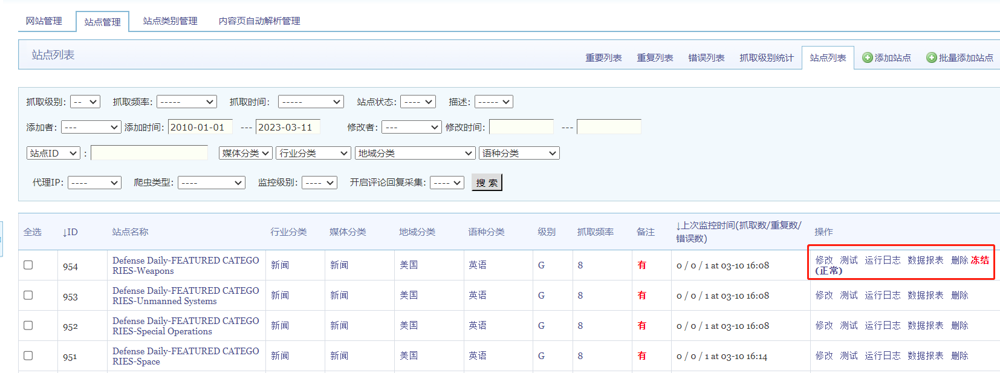 网站管理 站点管理 站点类别管理 内容页自动解析管理
站点列表 重要列表 重复列表 错误列表 抓取级别统计 站点列表 添加站点 批量添加站点
抓取级别: -- 抓取频率: ----- 抓取时间: ----- 站点状态: ---- 描述: -----
添加者: --- 添加时间: 2010-01-01 --- 2023-03-11 修改者: --- 修改时间: ---
站点ID : 媒体分类 行业分类 地域分类 语种分类
代理IP: ---- 爬虫类型: ---- 监控级别: ---- 开启评论回复采集: ---- 搜 索
全选 ↓ID 站点名称 行业分类 媒体分类 地域分类 语种分类 级别 抓取频率 备注 ↓上次监控时间(抓取数/重复数/
错误数) 操作
954 Defense Daily-FEATURED CATEGO
RIES-Weapons 新闻 新闻 美国 英语 G 8 有 0 / 0 / 1 at 03-10 16:08 修改 测试 运行日志 数据报表 删除 冻结
(正常)
953 Defense Daily-FEATURED CATEGO
RIES-Unmanned Systems 新闻 新闻 美国 英语 G 8 有 0 / 0 / 1 at 03-10 16:08 修改 测试 运行日志 数据报表 删除
952 Defense Daily-FEATURED CATEGO
RIES-Special Operations 新闻 新闻 美国 英语 G 8 有 0 / 0 / 1 at 03-10 16:08 修改 测试 运行日志 数据报表 删除
951 Defense Daily-FEATURED CATEGO
RIES-Space 新闻 新闻 美国 英语 G 8 有 0 / 0 / 1 at 03-10 16:14 修改 测试 运行日志 数据报表 删除